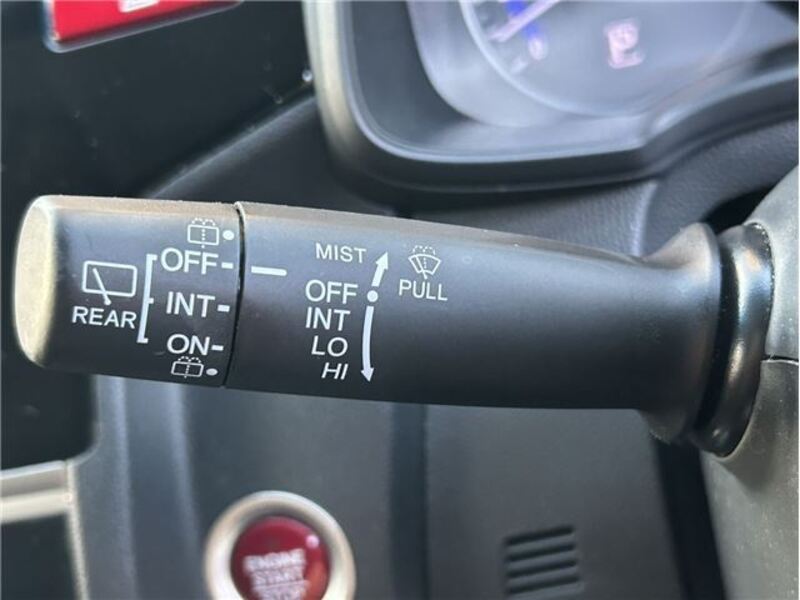 REAR
OFF
INT
ON
MIST
OFF
INT
LO
HI
PULL
ENGINE
START
STOP